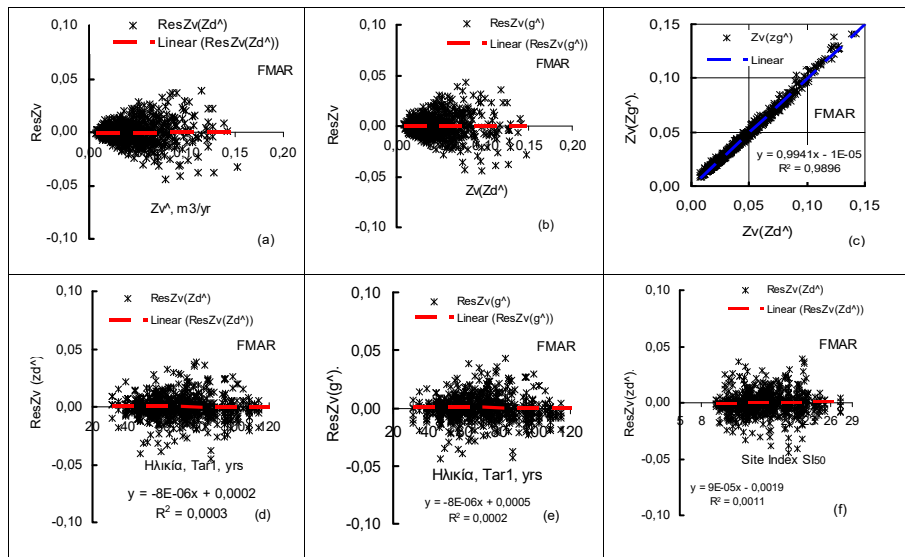 0,10
ResZv(Zd^)
Linear (ResZv(Zd^))
FMAR
0,05
ResZv
0,00
0,00 0,05 0,10 0,15 0,20
-0,05
Zv^, m3/yr
-0,10
(a)
0,10
ResZv(g^)
Linear (ResZv(g^))
FMAR
0,05
ResZv
0,00
0,00 0,05 0,10 0,15 0,20
-0,05
Zv(Zd^)
-0,10
(b)
0,15
Zv(zg^)
Linear
0,10
Zv(Zg^).
FMAR
0,05
y = 0,9941x - 1E-05
R² = 0,9896
0,00
0,00 0,05 0,10 0,15
Zv(Zd^)
(c)
0,10
ResZv(Zd^)
Linear (ResZv(Zd^))
FMAR
0,05
ResZv (zd^)
0,00
20 40 60 80 100 120
-0,05
Ηλικία, Tar1, yrs
y = -8E-06x + 0,0002
R² = 0,0003
-0,10
(d)
0,10
ResZv(g^)
Linear (ResZv(g^))
FMAR
0,05
ResZv(g^).
0,00
20 40 60 80 100 120
-0,05
Ηλικία, Tar1, yrs
y = -8E-06x + 0,0005
R² = 0,0002
-0,10
(e)
0,10
ResZv(Zd^)
Linear (ResZv(Zd^))
FMAR
0,05
ResZv(zd^).
0,00
5 8 23 26 29
-0,05
Site Index SI50
y = 9E-05x - 0,0019
R² = 0,0011
-0,10
(f)